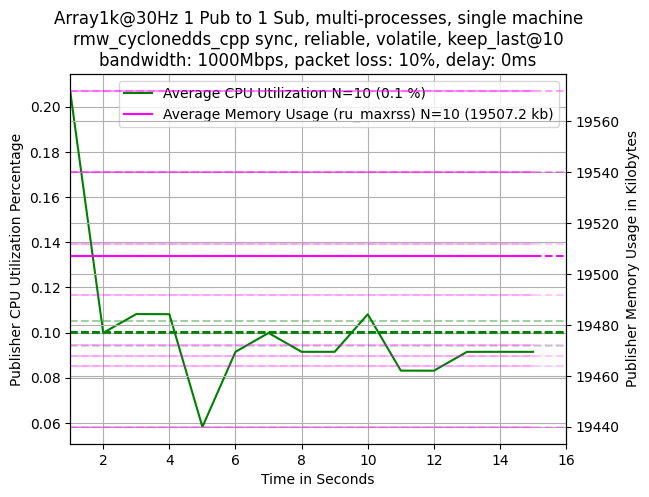 Array1k@30Hz 1 Pub to 1 Sub, multi-processes, single machine
rmw_cyclonedds_cpp sync, reliable, volatile, keep_last@10
bandwidth: 1000Mbps, packet loss: 10%, delay: 0ms
Average CPU Utilization N=10 (0.1 %)
Average Memory Usage (ru_maxrss) N=10 (19507.2 kb)
Publisher CPU Utilization Percentage
0.20
0.18
0.16
0.14
0.12
0.10
0.08
0.06
19560
19540
19520
19500
19480
19460
19440
Publisher Memory Usage in Kilobytes
2 4 6 8 10 12 14 16
Time in Seconds